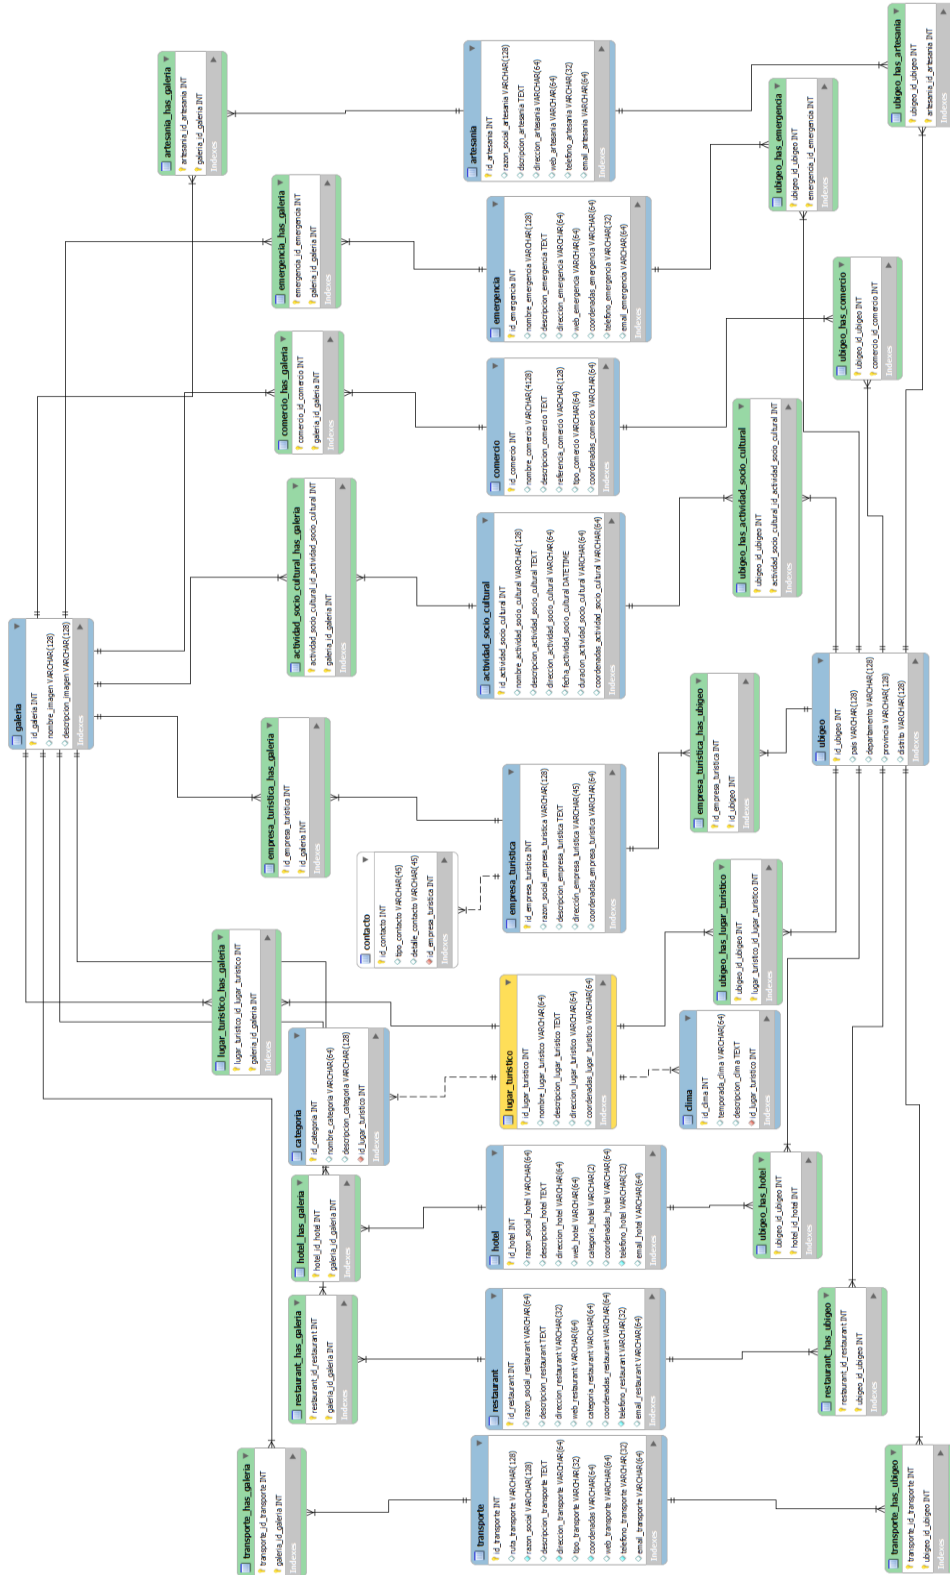 galeria
id_galeria INT
nombre_imagen VARCHAR(128)
descripcion_imagen VARCHAR(128)
Indexes
transporte_has_galeria
transporte_id_transporte INT
galeria_id_galeria INT
Indexes
restaurant_has_galeria
restaurant_id_restaurant INT
galeria_id_galeria INT
Indexes
hotel_has_galeria
hotel_id_hotel INT
galeria_id_galeria INT
Indexes
categoria
id_categoria INT
nombre_categoria VARCHAR(64)
descripcion_categoria VARCHAR(128)
id_lugar_turistico INT
Indexes
lugar_turistico_has_galeria
lugar_turistico_id_lugar_turistico INT
galeria_id_galeria INT
Indexes
contacto
id_contacto INT
tipo_contacto VARCHAR(45)
detalle_contacto VARCHAR(45)
id_empresa_turistica INT
Indexes
empresa_turistica_has_galeria
id_empresa_turistica INT
id_galeria INT
Indexes
actividad_socio_cultural_has_galeria
actividad_socio_cultural_id_actividad_socio_cultural INT
galeria_id_galeria INT
Indexes
comercio_has_galeria
comercio_id_comercio INT
galeria_id_galeria INT
Indexes
emergencia_has_galeria
emergencia_id_emergencia INT
galeria_id_galeria INT
Indexes
artesania_has_galeria
artesania_id_artesania INT
galeria_id_galeria INT
Indexes
transporte
id_transporte INT
ruta_transporte VARCHAR(128)
razon_social VARCHAR(128)
descripcion_transporte TEXT
direccion_transporte VARCHAR(64)
tipo_transporte VARCHAR(32)
coordenadas VARCHAR(64)
web_transporte VARCHAR(64)
telefono_transporte VARCHAR(32)
email_transporte VARCHAR(64)
Indexes
restaurant
id_restaurant INT
razon_social_restaurant VARCHAR(64)
descripcion_restaurant TEXT
direccion_restaurant VARCHAR(32)
web_restaurant VARCHAR(64)
categoria_restaurant VARCHAR(64)
coordenadas_restaurant VARCHAR(64)
telefono_restaurant VARCHAR(32)
email_restaurant VARCHAR(64)
Indexes
hotel
id_hotel INT
razon_social_hotel VARCHAR(64)
descripcion_hotel TEXT
direccion_hotel VARCHAR(64)
web_hotel VARCHAR(64)
categoria_hotel VARCHAR(2)
coordenadas_hotel VARCHAR(64)
telefono_hotel VARCHAR(32)
email_hotel VARCHAR(64)
Indexes
lugar_turistico
id_lugar_turistico INT
nombre_lugar_turistico VARCHAR(64)
descripcion_lugar_turistico TEXT
direccion_lugar_turistico VARCHAR(64)
coordenadas_lugar_turistico VARCHAR(64)
Indexes
empresa_turistica
id_empresa_turistica INT
razon_social_empresa_turistica VARCHAR(128)
descripcion_empresa_turistica TEXT
dirección_empresa_turistica VARCHAR(45)
coordenadas_empresa_turistica VARCHAR(64)
Indexes
actividad_socio_cultural
id_actividad_socio_cultural INT
nombre_actividad_socio_cultural VARCHAR(128)
descripcion_actividad_socio_cultural TEXT
direccion_actividad_socio_cultural VARCHAR(64)
fecha_actividad_socio_cultural DATETIME
duracion_actividad_socio_cultural VARCHAR(64)
coordenadas_actividad_socio_cultural VARCHAR(64)
Indexes
comercio
id_comercio INT
nombre_comercio VARCHAR(4128)
descripcion_comercio TEXT
referencia_comercio VARCHAR(128)
tipo_comercio VARCHAR(64)
coordenadas_comercio VARCHAR(64)
Indexes
emergencia
id_emergencia INT
nombre_emergencia VARCHAR(128)
descripcion_emergencia TEXT
direccion_emergencia VARCHAR(64)
web_emergencia VARCHAR(64)
coordenadas_emergencia VARCHAR(64)
telefono_emergencia VARCHAR(32)
email_emergencia VARCHAR(64)
Indexes
artesania
id_artesania INT
razon_social_artesania VARCHAR(128)
dscripcion_artesania TEXT
direccion_artesania VARCHAR(64)
web_artesania VARCHAR(64)
telefono_artesania VARCHAR(32)
email_artesania VARCHAR(64)
Indexes
clima
id_clima INT
temporada_clima VARCHAR(64)
descripcion_clima TEXT
id_lugar_turistico INT
Indexes
transporte_has_ubigeo
transporte_id_transporte INT
ubigeo_id_ubigeo INT
Indexes
restaurant_has_ubigeo
restaurant_id_restaurant INT
ubigeo_id_ubigeo INT
Indexes
ubigeo_has_hotel
ubigeo_id_ubigeo INT
hotel_id_hotel INT
Indexes
ubigeo_has_lugar_turistico
ubigeo_id_ubigeo INT
lugar_turistico_id_lugar_turistico INT
Indexes
empresa_turistica_has_ubigeo
id_empresa_turistica INT
id_ubigeo INT
Indexes
ubigeo
id_ubigeo INT
pais VARCHAR(128)
departamento VARCHAR(128)
provincia VARCHAR(128)
distrito VARCHAR(128)
Indexes
ubigeo_has_actividad_socio_cultural
ubigeo_id_ubigeo INT
actividad_socio_cultural_id_actividad_socio_cultural INT
Indexes
ubigeo_has_comercio
ubigeo_id_ubigeo INT
comercio_id_comercio INT
Indexes
ubigeo_has_emergencia
ubigeo_id_ubigeo INT
emergencia_id_emergencia INT
Indexes
ubigeo_has_artesania
ubigeo_id_ubigeo INT
artesania_id_artesania INT
Indexes